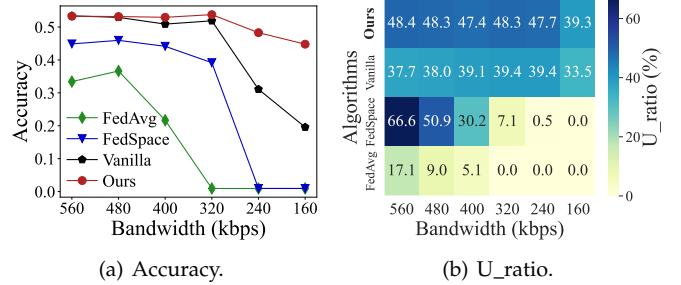 0.5
0.4
0.3
0.2
0.1
0.0
Accuracy
FedAvg
FedSpace
Vanilla
Ours
560 480 400 320 240 160
Bandwidth (kbps)
(a) Accuracy.
Algorithms
Ours
48.4 48.3 47.4 48.3 47.7 39.3
Vanilla
37.7 38.0 39.1 39.4 39.4 33.5
FedSpace
66.6 50.9 30.2 7.1 0.5 0.0
FedAvg
17.1 9.0 5.1 0.0 0.0 0.0
560 480 400 320 240 160
Bandwidth (kbps)
60
40
20
0
U_ratio (%)
(b) U_ratio.